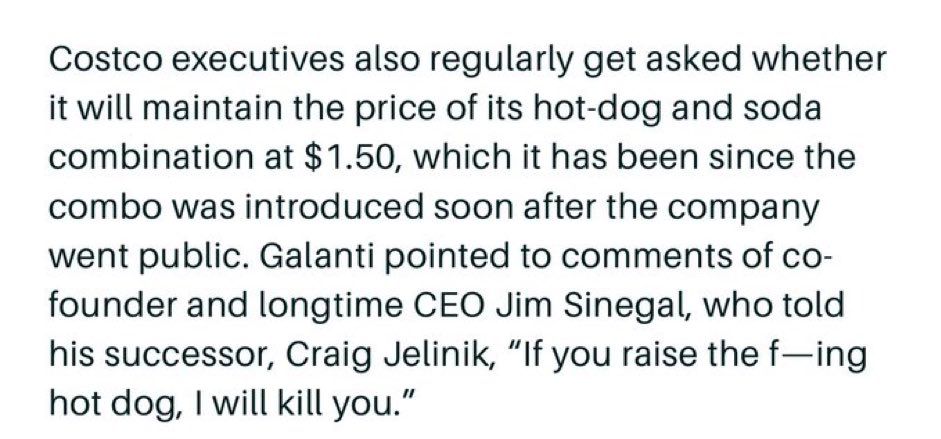 Costco executives also regularly get asked whether
it will maintain the price of its hot-dog and soda
combination at $1.50, which it has been since the
combo was introduced soon after the company
went public. Galanti pointed to comments of co-
founder and longtime CEO Jim Sinegal, who told
his successor, Craig Jelinik, “If you raise the f—ing
hot dog, I will kill you.”